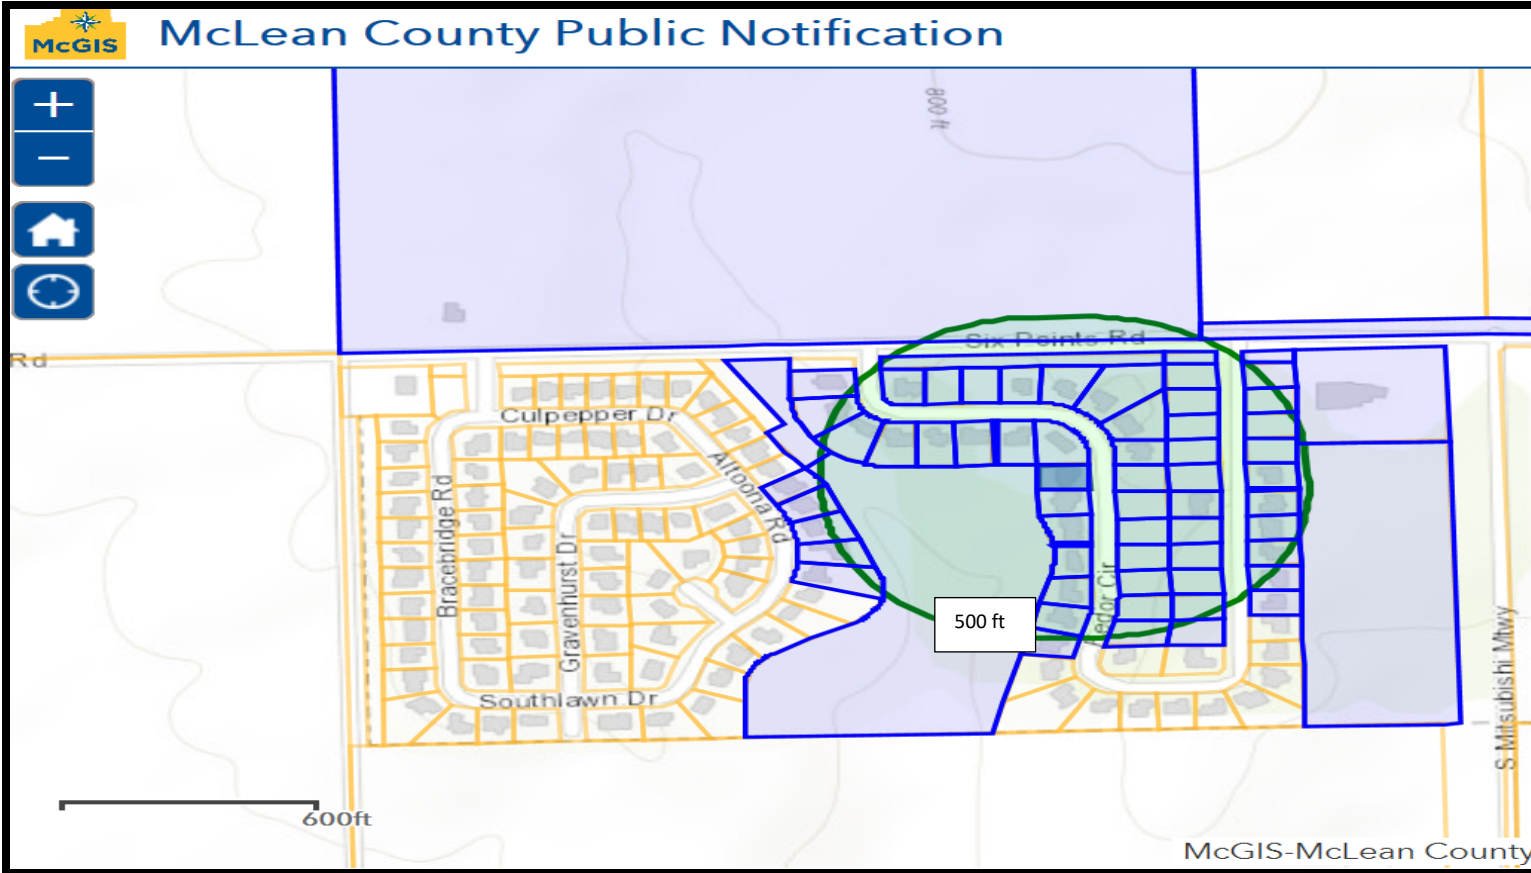 McGIS
McLean County Public Notification
+
−
800 ft
Six Points Rd
Rd
Culpepper Dr
Altoona Rd
Bracebridge Rd
Gravenhurst Dr
Cir
500 ft
Southlawn Dr
S Mitsubishi Mtwy
600ft
McGIS-McLean County